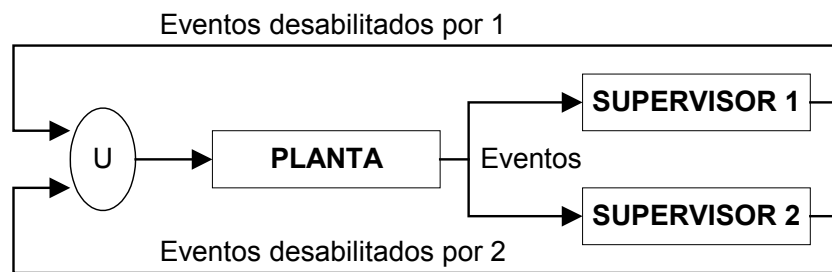 Eventos desabilitados por 1
SUPERVISOR 1
U
PLANTA
Eventos
SUPERVISOR 2
Eventos desabilitados por 2